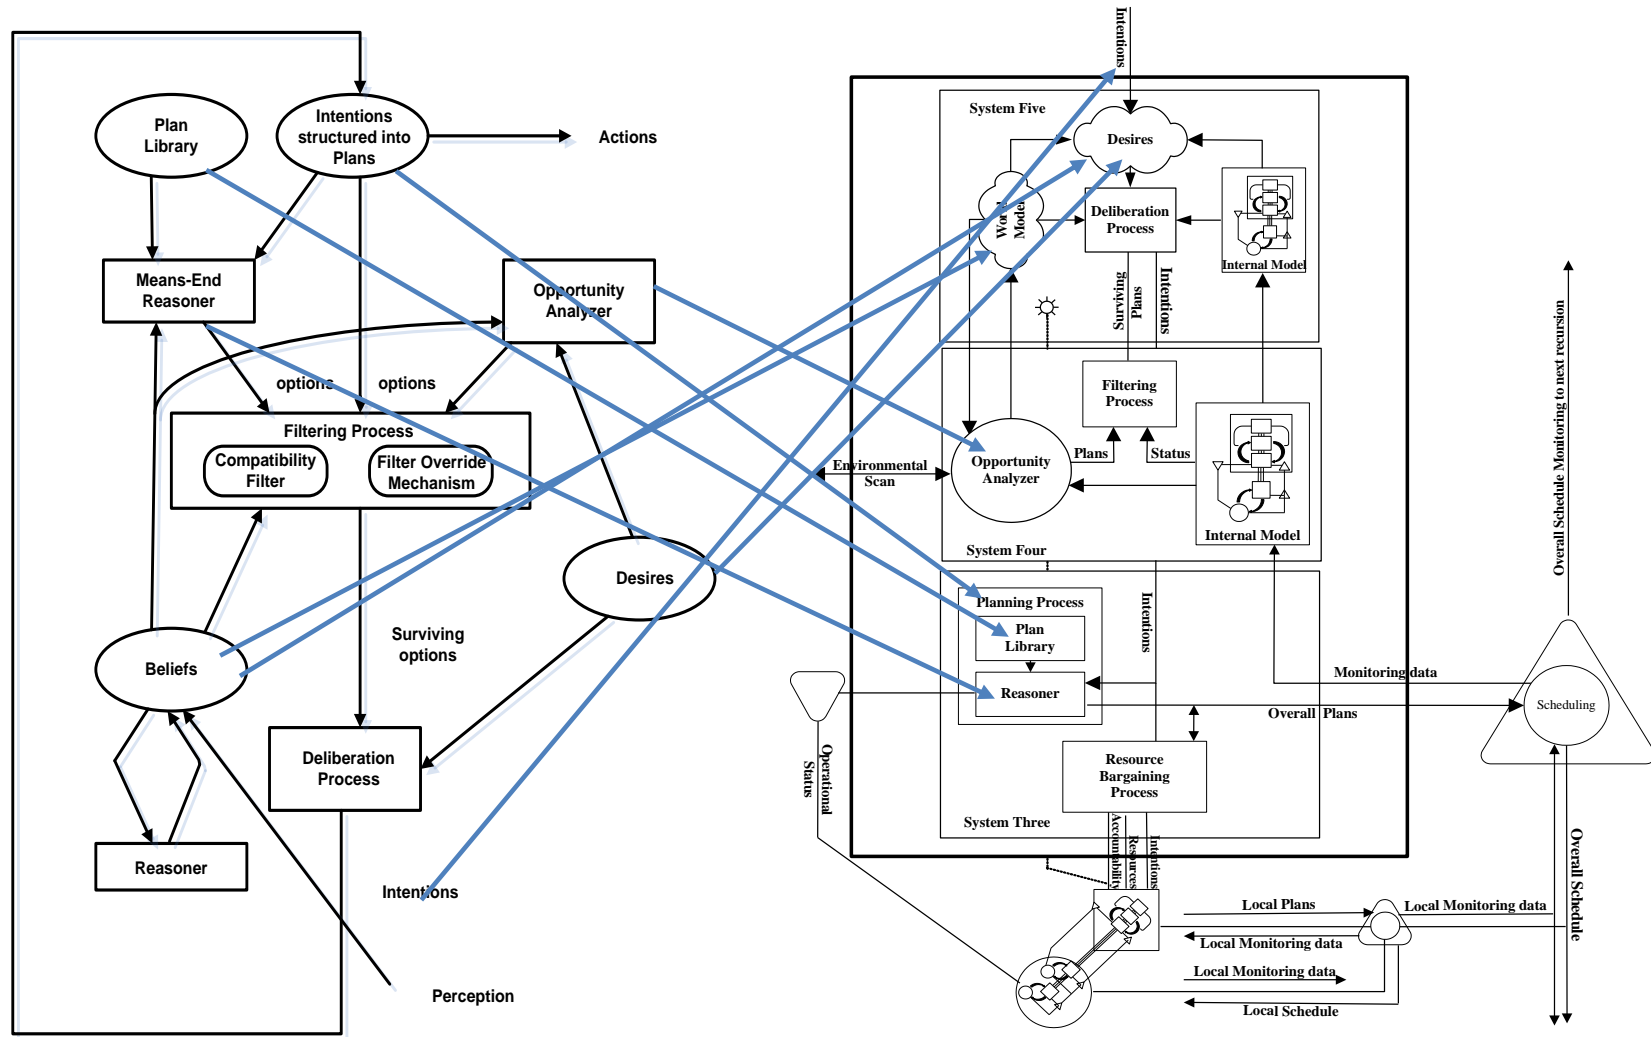 Plan
Library
Intentions
structured into
Plans
Actions
Means-End
Reasoner
Opportunity
Analyzer
options
options
Filtering Process
Compatibility
Filter
Filter Override
Mechanism
Desires
Beliefs
Surviving
options
Deliberation
Process
Reasoner
Intentions
Perception
Intentions
System Five
Desires
World
Model
Deliberation
Process
Internal Model
Surviving
Plans
Intentions
Filtering
Process
Opportunity
Analyzer
Plans
Status
Environmental
Scan
Internal Model
System Four
Planning Process
Plan
Library
Reasoner
Intentions
Monitoring data
Overall Plans
Scheduling
Overall Schedule Monitoring to next recursion
Resource
Bargaining
Process
System Three
Operational
Status
Accountability
Resources
Intentions
Local Plans
Local Monitoring data
Local Monitoring data
Local Monitoring data
Local Schedule
Overall Schedule